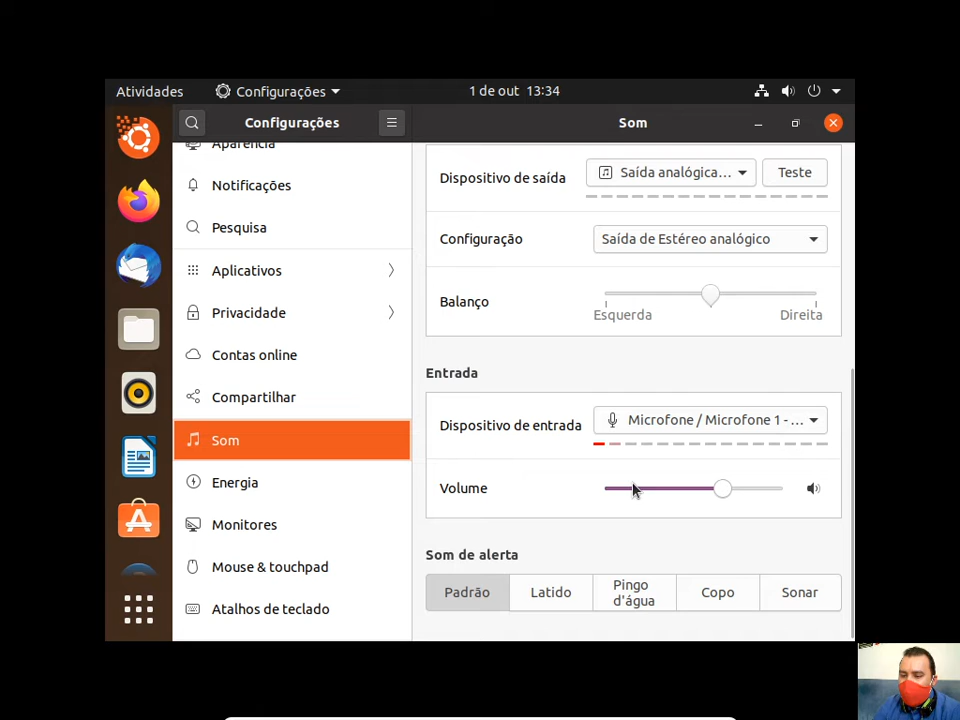 Atividades
Configurações
1 de out 13:34
Configurações
Som
Aparência
Notificações
Pesquisa
Aplicativos
Privacidade
Contas online
Compartilhar
Som
Energia
Monitores
Mouse & touchpad
Atalhos de teclado
Dispositivo de saída
Saída analógica...
Teste
Configuração
Saída de Estéreo analógico
Balanço
Esquerda
Direita
Entrada
Dispositivo de entrada
Microfone / Microfone 1 - ...
Volume
Som de alerta
Padrão
Latido
Pingo
d'água
Copo
Sonar